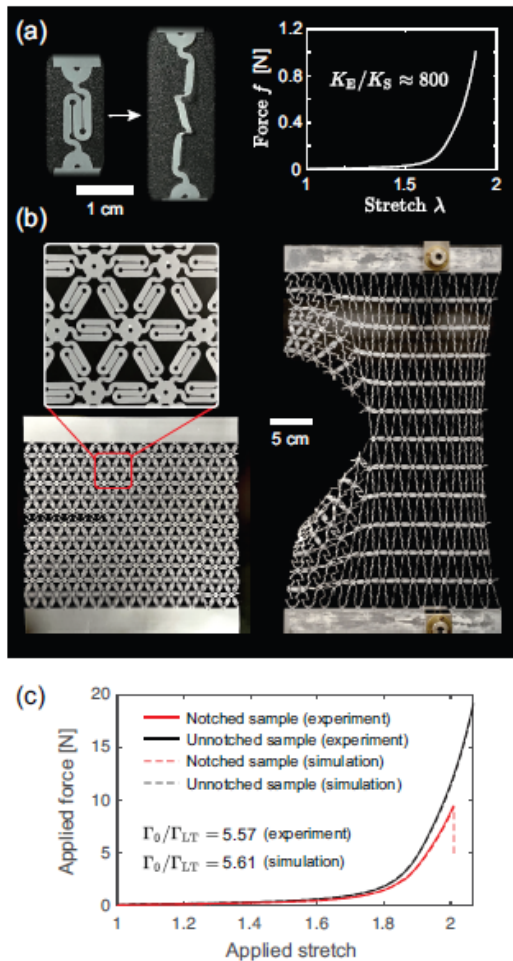 (a)
1 cm
Force f [N]
1.2
0.8
0.4
0
K_E/K_S ≈ 800
1
1.5
2
Stretch λ
(b)
5 cm
(c)
Applied force [N]
20
15
10
5
0
Notched sample (experiment)
Unnotched sample (experiment)
Notched sample (simulation)
Unnotched sample (simulation)
Γ₀/Γ_LT = 5.57 (experiment)
Γ₀/Γ_LT = 5.61 (simulation)
1
1.2
1.4
1.6
1.8
2
Applied stretch